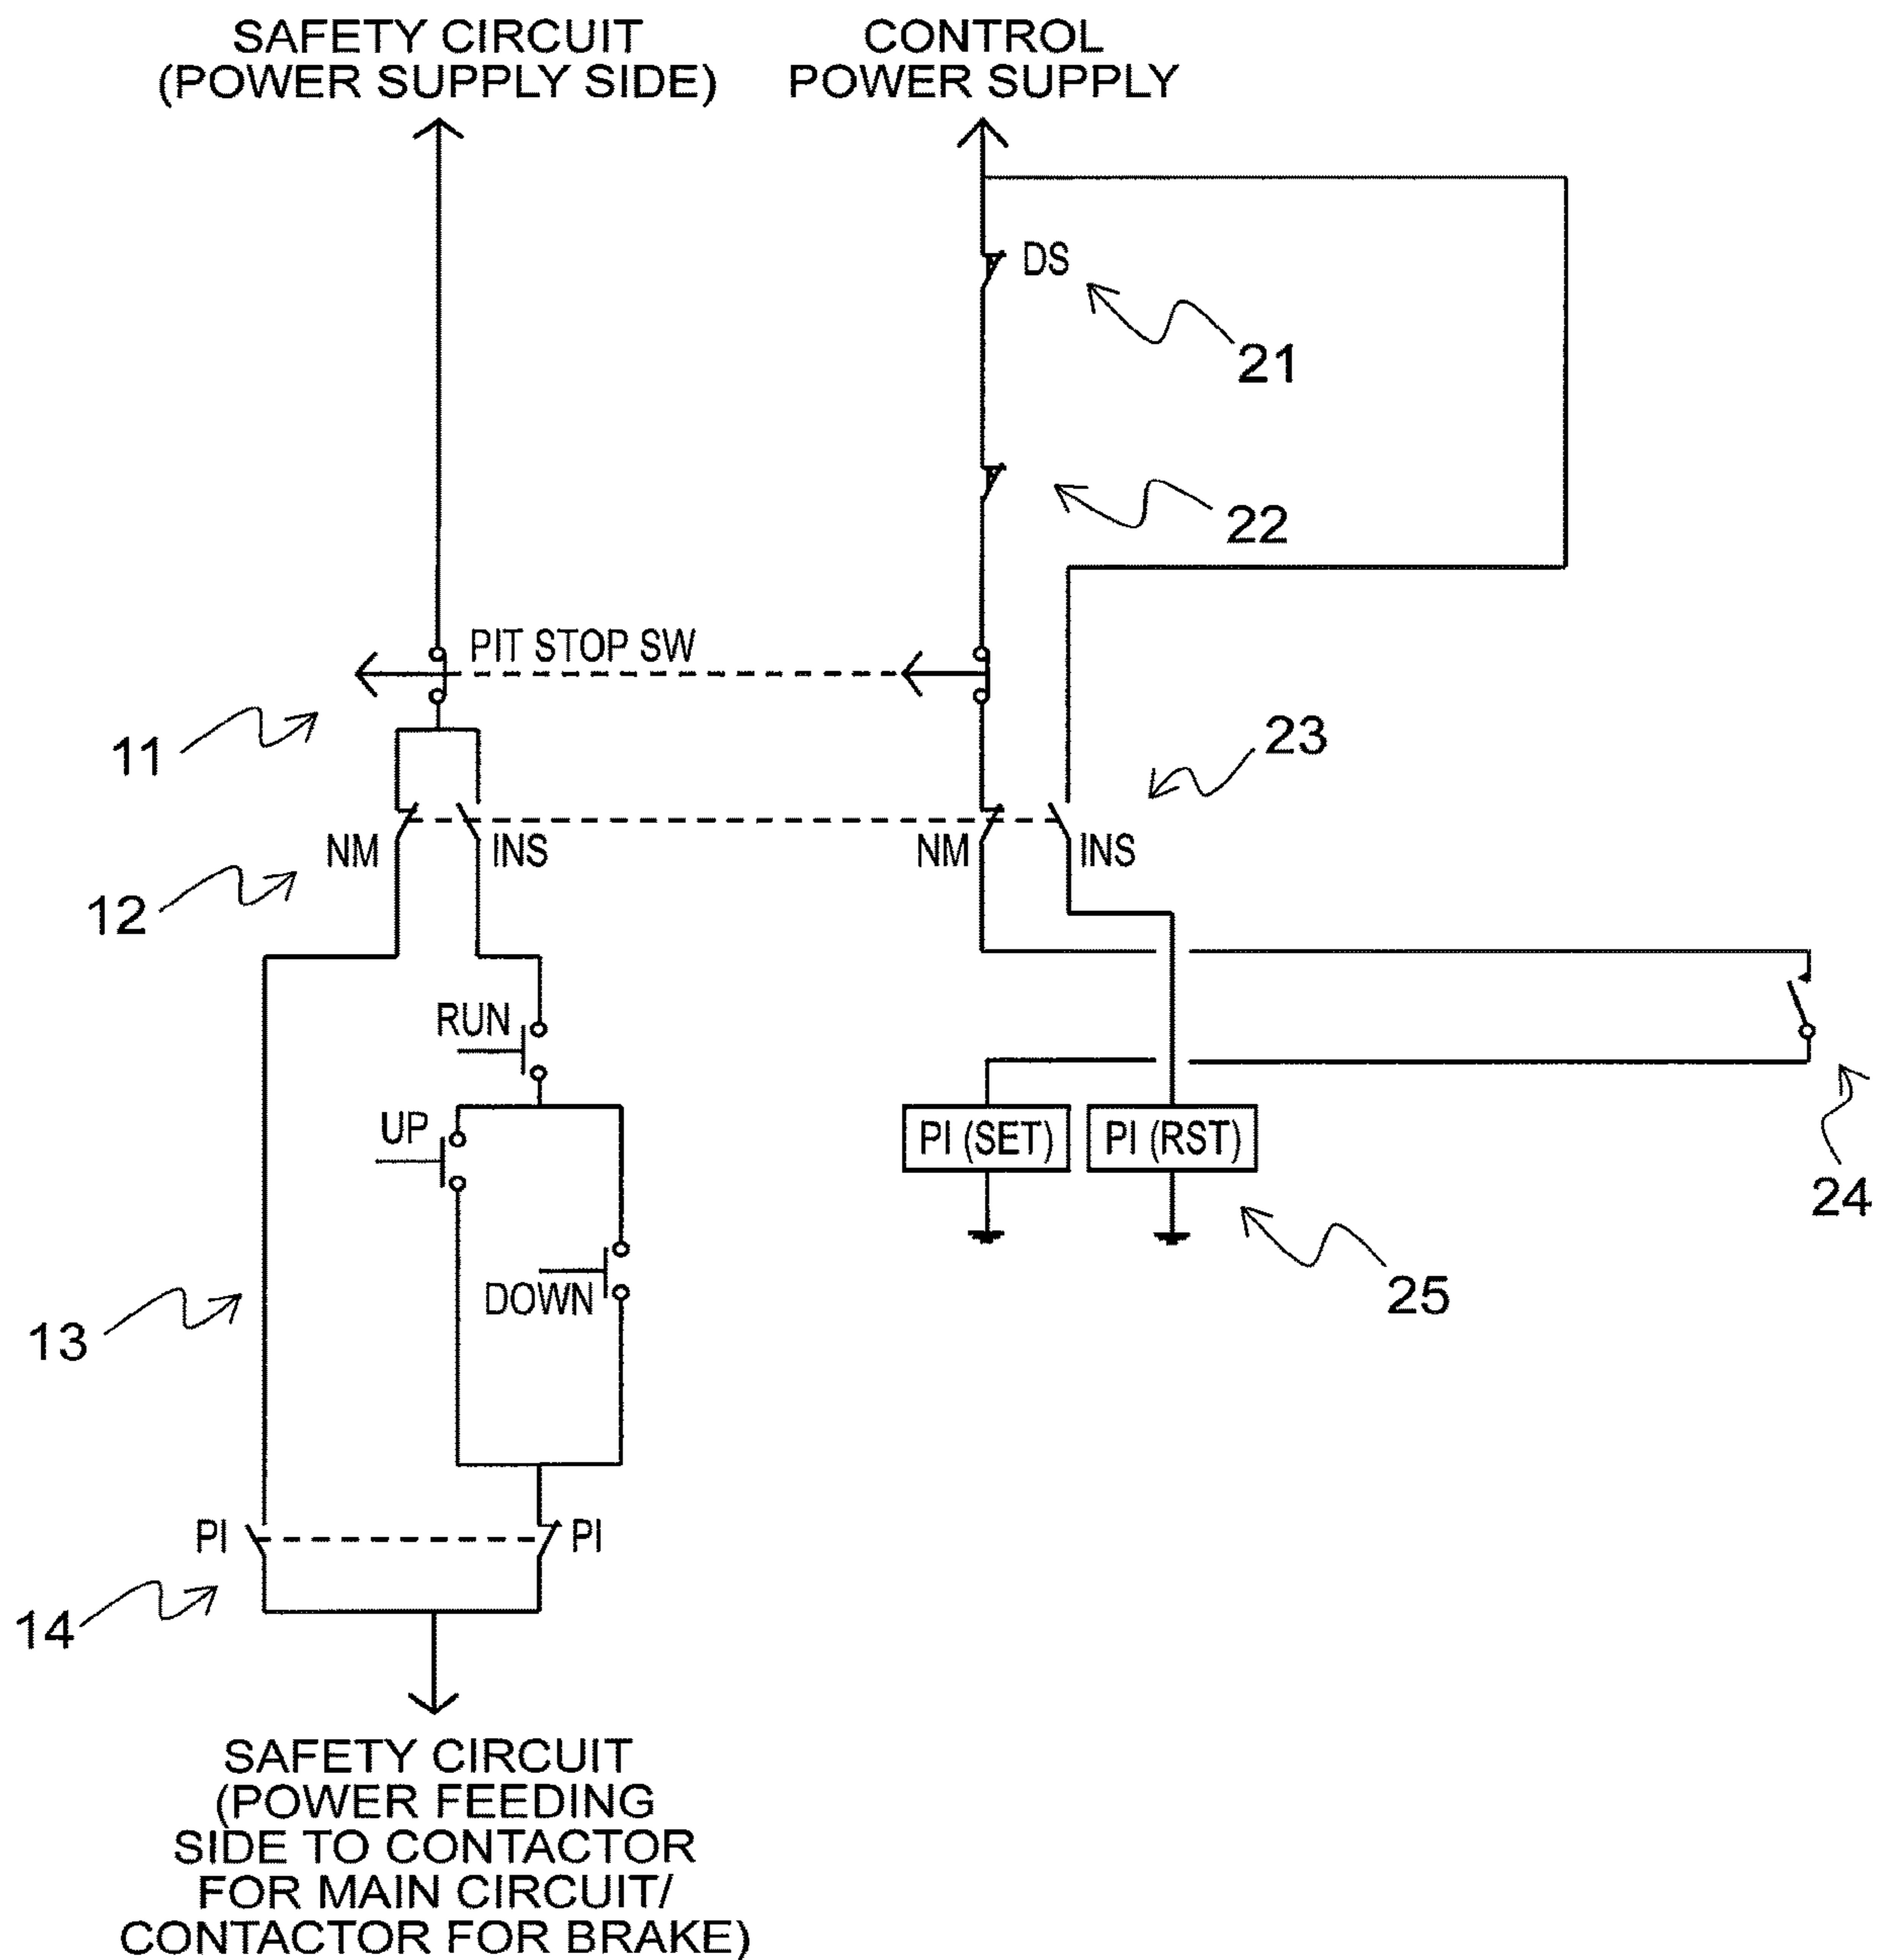 SAFETY CIRCUIT
(POWER SUPPLY SIDE)
CONTROL
POWER SUPPLY
DS
21
22
PIT STOP SW
11
23
NM
INS
NM
INS
12
RUN
UP
PI (SET)
PI (RST)
24
DOWN
25
13
PI
PI
14
SAFETY CIRCUIT
(POWER FEEDING
SIDE TO CONTACTOR
FOR MAIN CIRCUIT/
CONTACTOR FOR BRAKE)